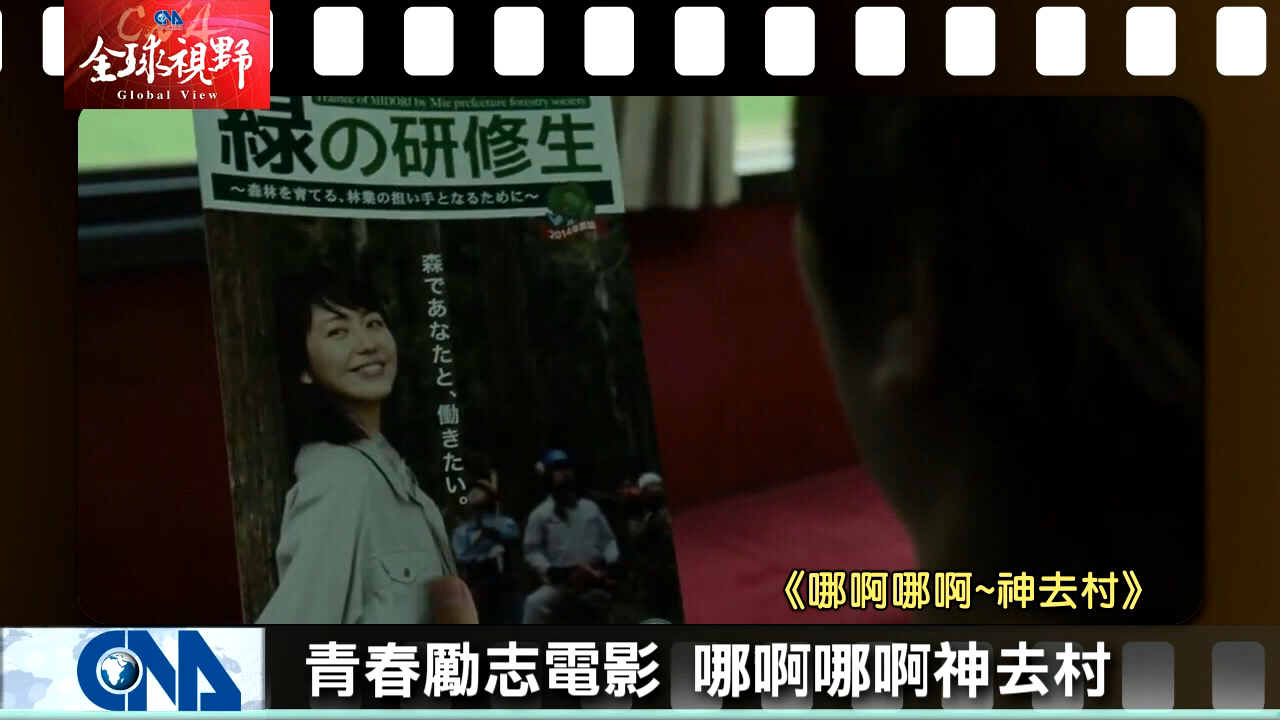 CNA
全球視野
Global View
Trainee of MIDORI by Mie prefecture forestry society
緑の研修生
〜森林を育てる、林業の担い手となるために〜
森であなたと、働きたい。
《哪啊哪啊~神去村》
CNA
青春勵志電影 哪啊哪啊神去村